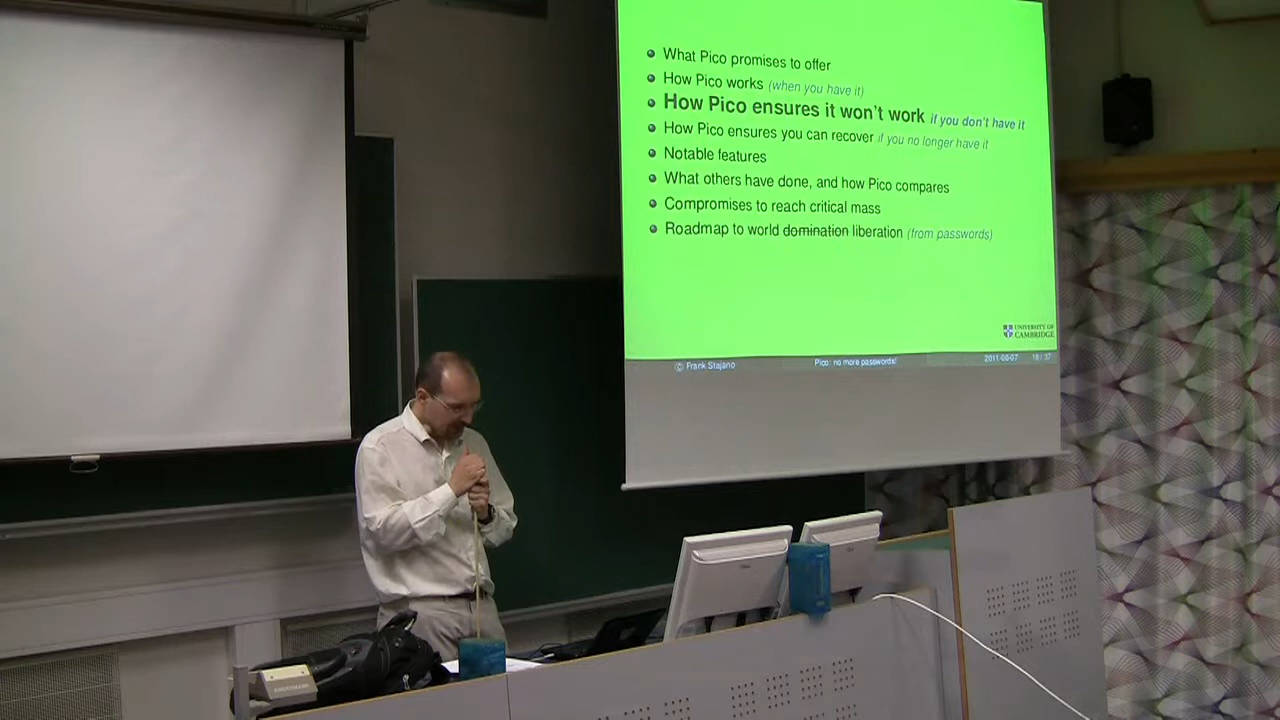 What Pico promises to offer
How Pico works (when you have it)
How Pico ensures it won't work if you don't have it
How Pico ensures you can recover if you no longer have it
Notable features
What others have done, and how Pico compares
Compromises to reach critical mass
Roadmap to world domination liberation (from passwords)
UNIVERSITY OF
CAMBRIDGE
© Frank Stajano
Pico: no more passwords!